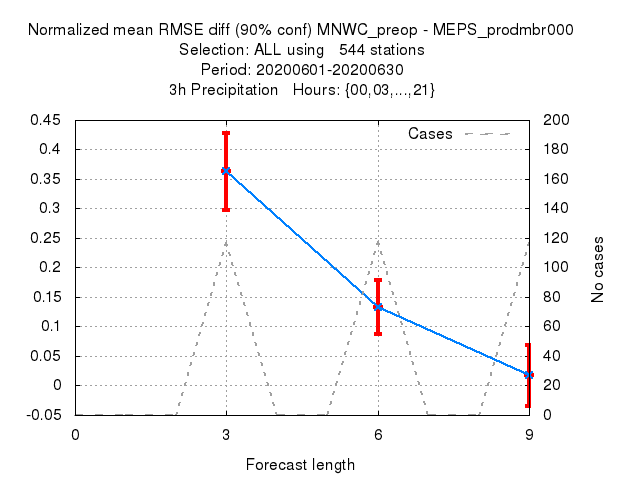 Normalized mean RMSE diff (90% conf) MNWC_preop - MEPS_prodmbr000
Selection: ALL using 544 stations
Period: 20200601-20200630
3h Precipitation Hours: {00,03,...,21}
Cases
0.45
0.4
0.35
0.3
0.25
0.2
0.15
0.1
0.05
0
-0.05
200
180
160
140
120
100
80
60
40
20
0
No cases
0 3 6 9
Forecast length